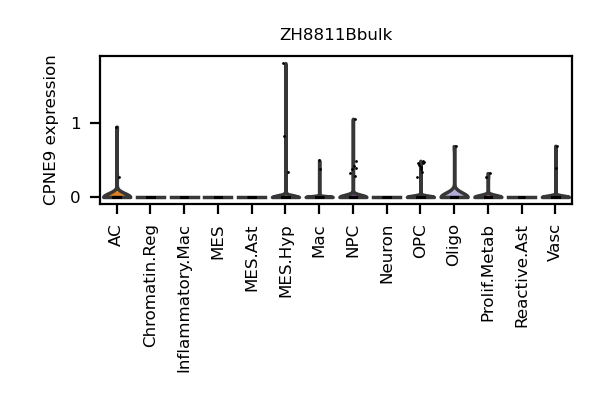 ZH8811Bbulk
CPNE9 expression
1
0
AC
Chromatin.Reg
Inflammatory.Mac
MES
MES.Ast
MES.Hyp
Mac
NPC
Neuron
OPC
Oligo
Prolif.Metab
Reactive.Ast
Vasc